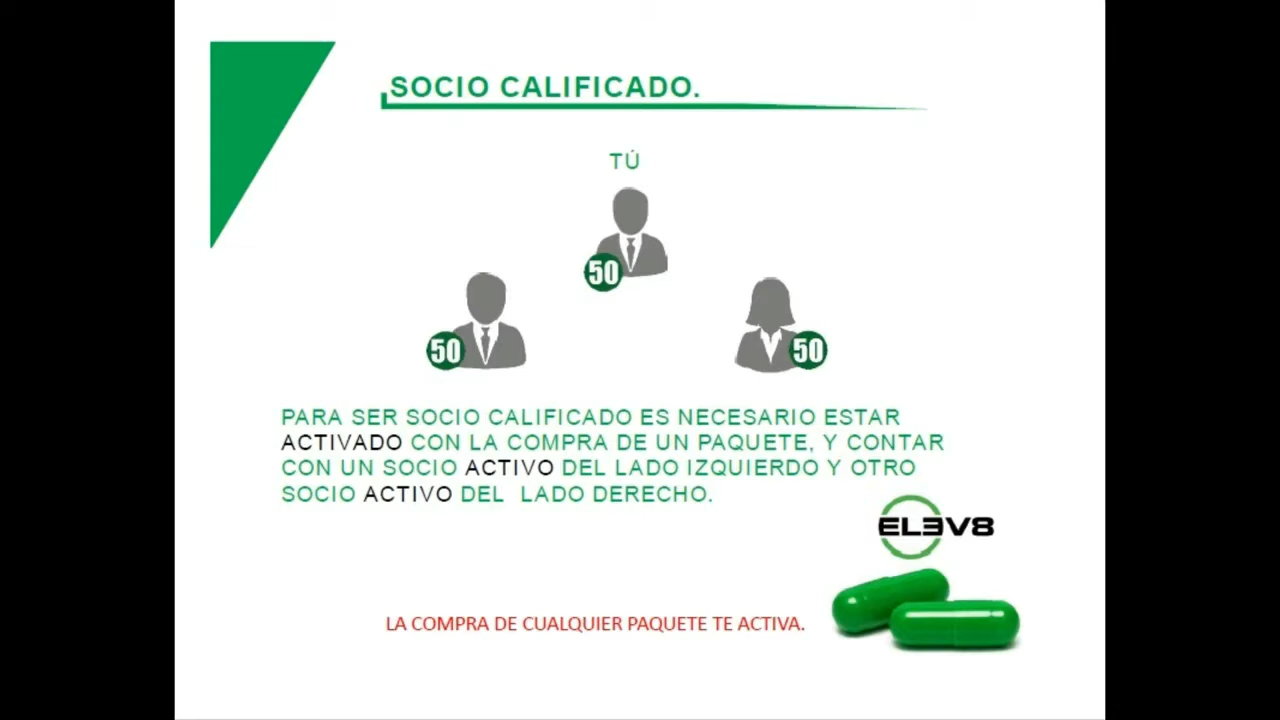 SOCIO CALIFICADO.
TÚ
50
50
50
PARA SER SOCIO CALIFICADO ES NECESARIO ESTAR
ACTIVADO CON LA COMPRA DE UN PAQUETE, Y CONTAR
CON UN SOCIO ACTIVO DEL LADO IZQUIERDO Y OTRO
SOCIO ACTIVO DEL LADO DERECHO.
ELEV8
LA COMPRA DE CUALQUIER PAQUETE TE ACTIVA.